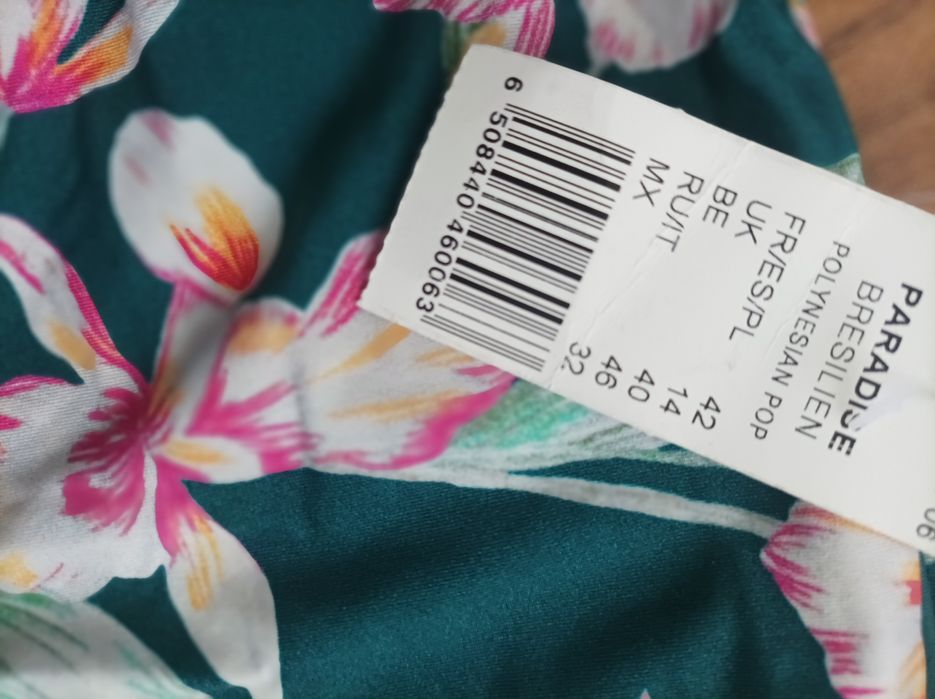 PARADISE
BRESILIEN
POLYNESIAN POP
FR/ES/PL 42
UK 14
BE 40
RU/IT 46
MX 32
6 508440 460063
06